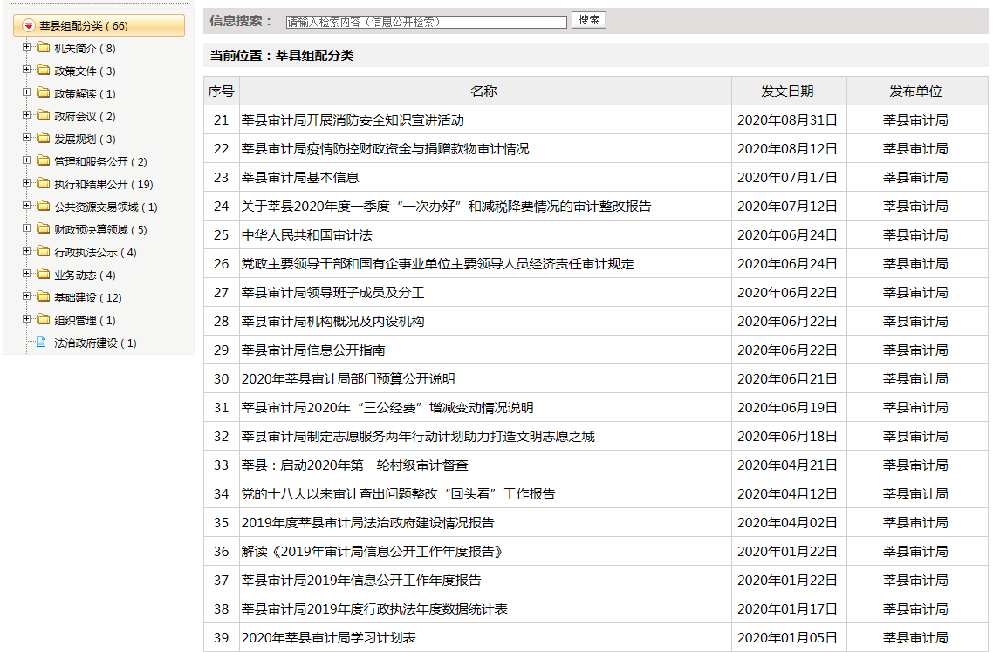 莘县组配分类 ( 66)
机关简介 ( 8)
政策文件 ( 3)
政策解读 ( 1)
政府会议 ( 2)
发展规划 ( 3)
管理和服务公开 ( 2)
执行和结果公开 ( 19)
公共资源交易领域 ( 1)
财政预决算领域 ( 5)
行政执法公示 ( 4)
业务动态 ( 4)
基础建设 ( 12)
组织管理 ( 1)
法治政府建设 ( 1)
信息搜索： 请输入检索内容（信息公开检索） 搜索
当前位置：莘县组配分类
序号 名称 发文日期 发布单位
21 莘县审计局开展消防安全知识宣讲活动 2020年08月31日 莘县审计局
22 莘县审计局疫情防控财政资金与捐赠款物审计情况 2020年08月12日 莘县审计局
23 莘县审计局基本信息 2020年07月17日 莘县审计局
24 关于莘县2020年度一季度“一次办好”和减税降费情况的审计整改报告 2020年07月12日 莘县审计局
25 中华人民共和国审计法 2020年06月24日 莘县审计局
26 党政主要领导干部和国有企事业单位主要领导人员经济责任审计规定 2020年06月24日 莘县审计局
27 莘县审计局领导班子成员及分工 2020年06月22日 莘县审计局
28 莘县审计局机构概况及内设机构 2020年06月22日 莘县审计局
29 莘县审计局信息公开指南 2020年06月22日 莘县审计局
30 2020年莘县审计局部门预算公开说明 2020年06月21日 莘县审计局
31 莘县审计局2020年“三公经费”增减变动情况说明 2020年06月19日 莘县审计局
32 莘县审计局制定志愿服务两年行动计划助力打造文明志愿之城 2020年06月18日 莘县审计局
33 莘县：启动2020年第一轮村级审计督查 2020年04月21日 莘县审计局
34 党的十八大以来审计查出问题整改“回头看”工作报告 2020年04月12日 莘县审计局
35 2019年度莘县审计局法治政府建设情况报告 2020年04月02日 莘县审计局
36 解读《2019年审计局信息公开工作年度报告》 2020年01月22日 莘县审计局
37 莘县审计局2019年信息公开工作年度报告 2020年01月22日 莘县审计局
38 莘县审计局2019年度行政执法年度数据统计表 2020年01月17日 莘县审计局
39 2020年莘县审计局学习计划表 2020年01月05日 莘县审计局